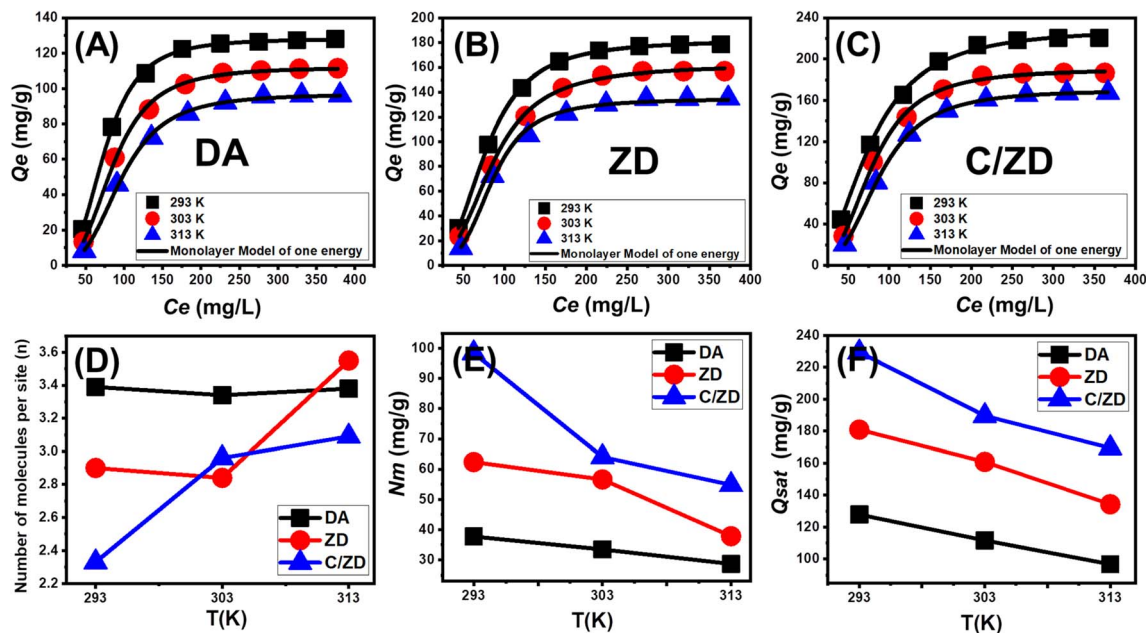 (A)
DA
Qe (mg/g)
140
120
100
80
60
40
20
0
293 K
303 K
313 K
Monolayer Model of one energy
50 100 150 200 250 300 350 400
Ce (mg/L)
(B)
ZD
Qe (mg/g)
200
180
160
140
120
100
80
60
40
20
0
293 K
303 K
313 K
Monolayer Model of one energy
50 100 150 200 250 300 350 400
Ce (mg/L)
(C)
C/ZD
Qe (mg/g)
240
200
160
120
80
40
0
293 K
303 K
313 K
Monolayer Model of one energy
50 100 150 200 250 300 350 400
Ce (mg/L)
(D)
Number of molecules per site (n)
3.6
3.4
3.2
3.0
2.8
2.6
2.4
2.2
DA
ZD
C/ZD
293 303 313
T(K)
(E)
Nm (mg/g)
100
90
80
70
60
50
40
30
DA
ZD
C/ZD
293 303 313
T(K)
(F)
Qsat (mg/g)
240
220
200
180
160
140
120
100
DA
ZD
C/ZD
293 303 313
T(K)